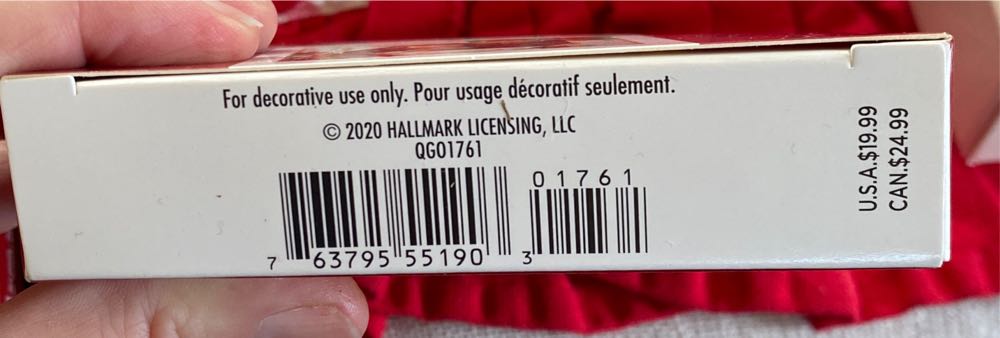 For decorative use only. Pour usage décoratif seulement.
© 2020 HALLMARK LICENSING, LLC
QGO1761
01761
7 63795 55190 3
U.S.A.$19.99
CAN.$24.99